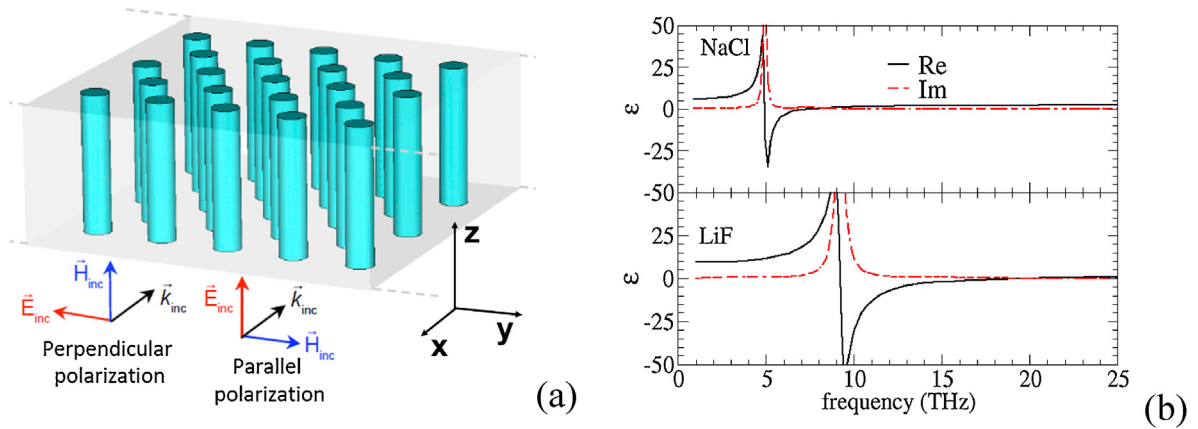 z
y
x
H⃗inc
E⃗inc
k⃗inc
Perpendicular
polarization
E⃗inc
k⃗inc
H⃗inc
Parallel
polarization
(a)
50
25
0
-25
-50
ε
NaCl
Re
Im
25
0
-25
-50
ε
LiF
0 5 10 15 20 25
frequency (THz)
(b)